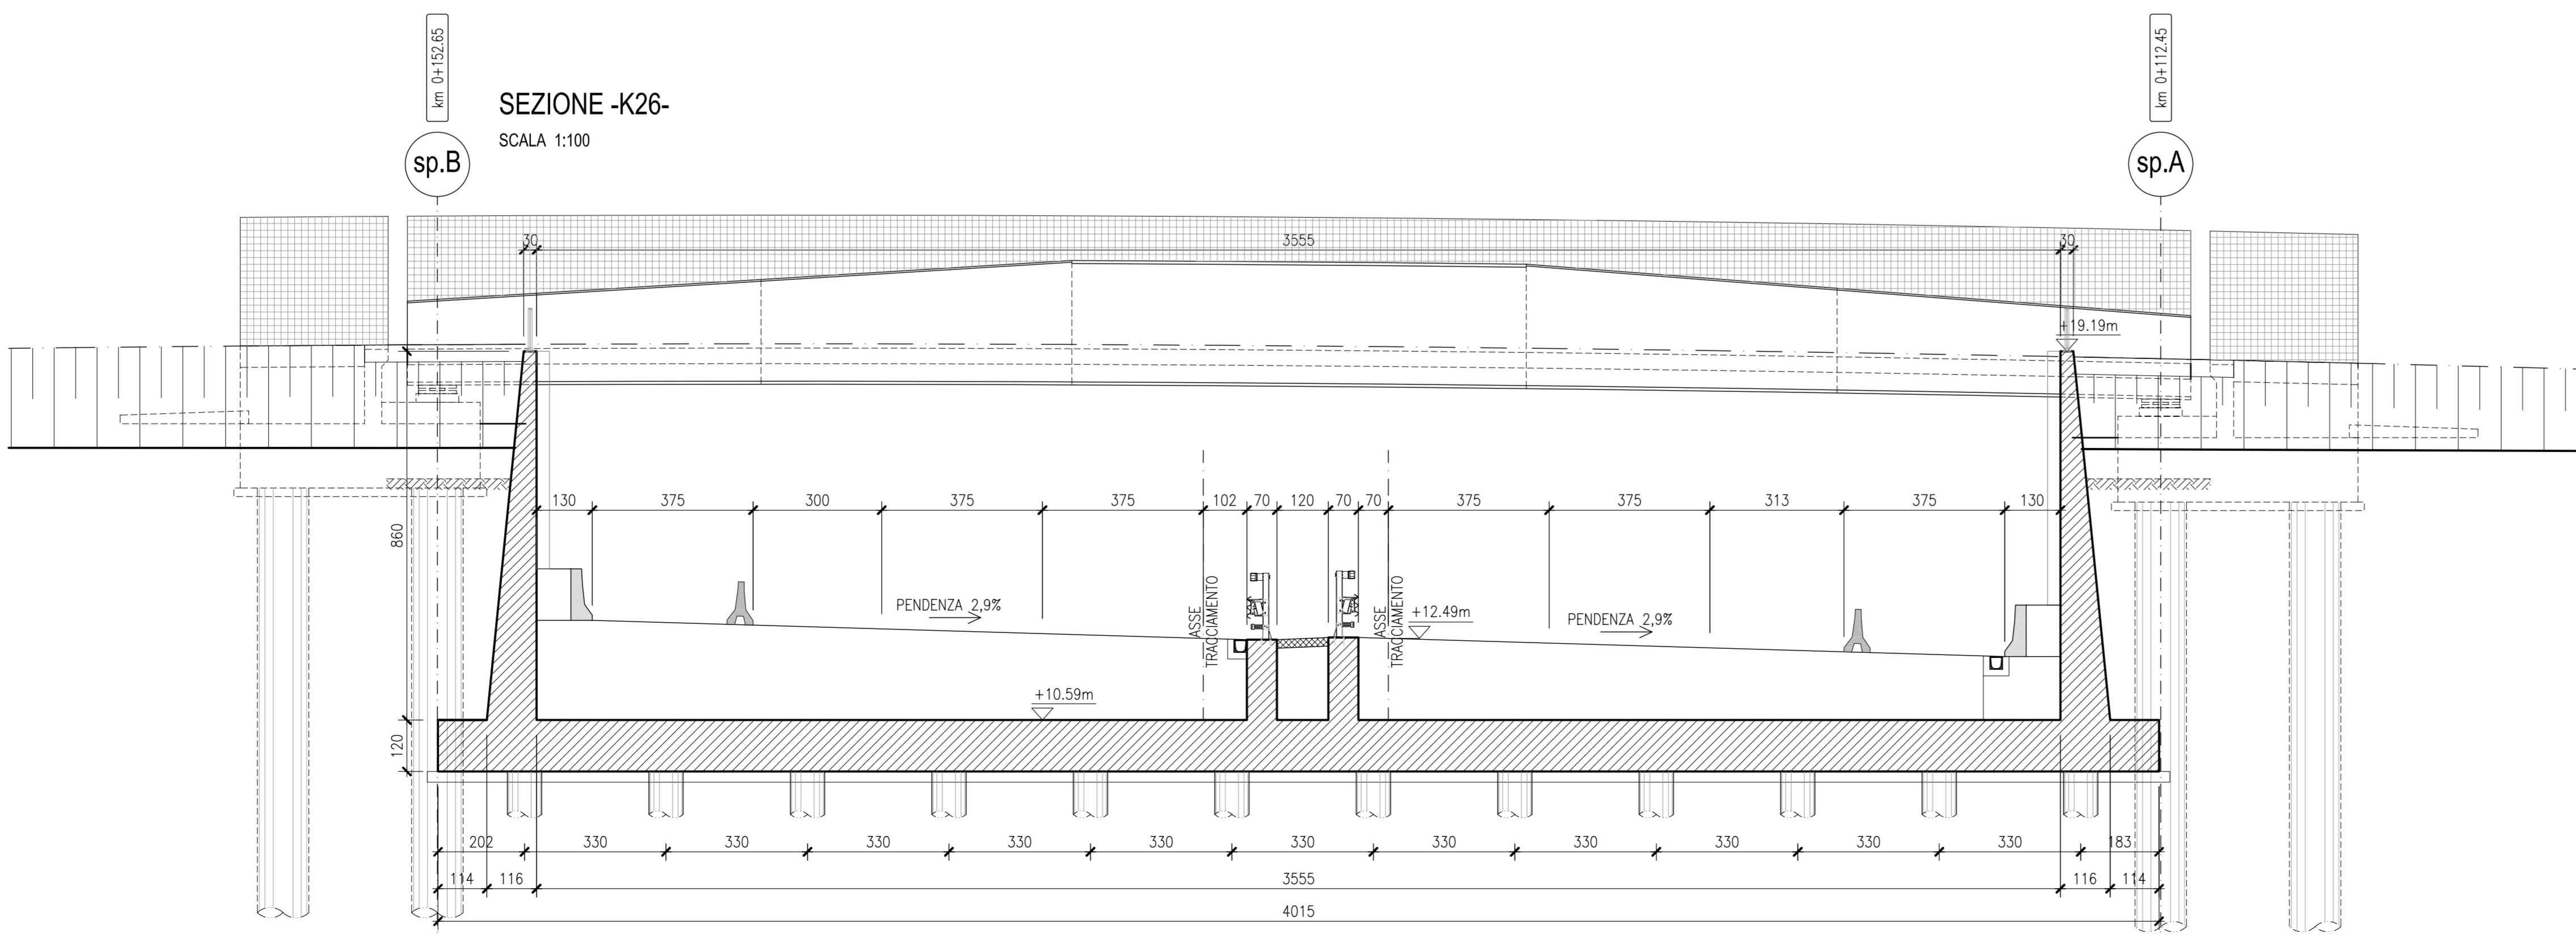 km 0+152.65
km 0+112.45
SEZIONE -K26-
SCALA 1:100
sp.B
sp.A
30 3555 30
+19.19m
130 375 300 375 375 102 70 120 70 70 375 375 313 375 130
860
ASSE
TRACCIAMENTO
ASSE
TRACCIAMENTO
PENDENZA 2,9%
+12.49m
PENDENZA 2,9%
+10.59m
120
202 330 330 330 330 330 330 330 330 330 330 330 183
114 116 3555 116 114
4015